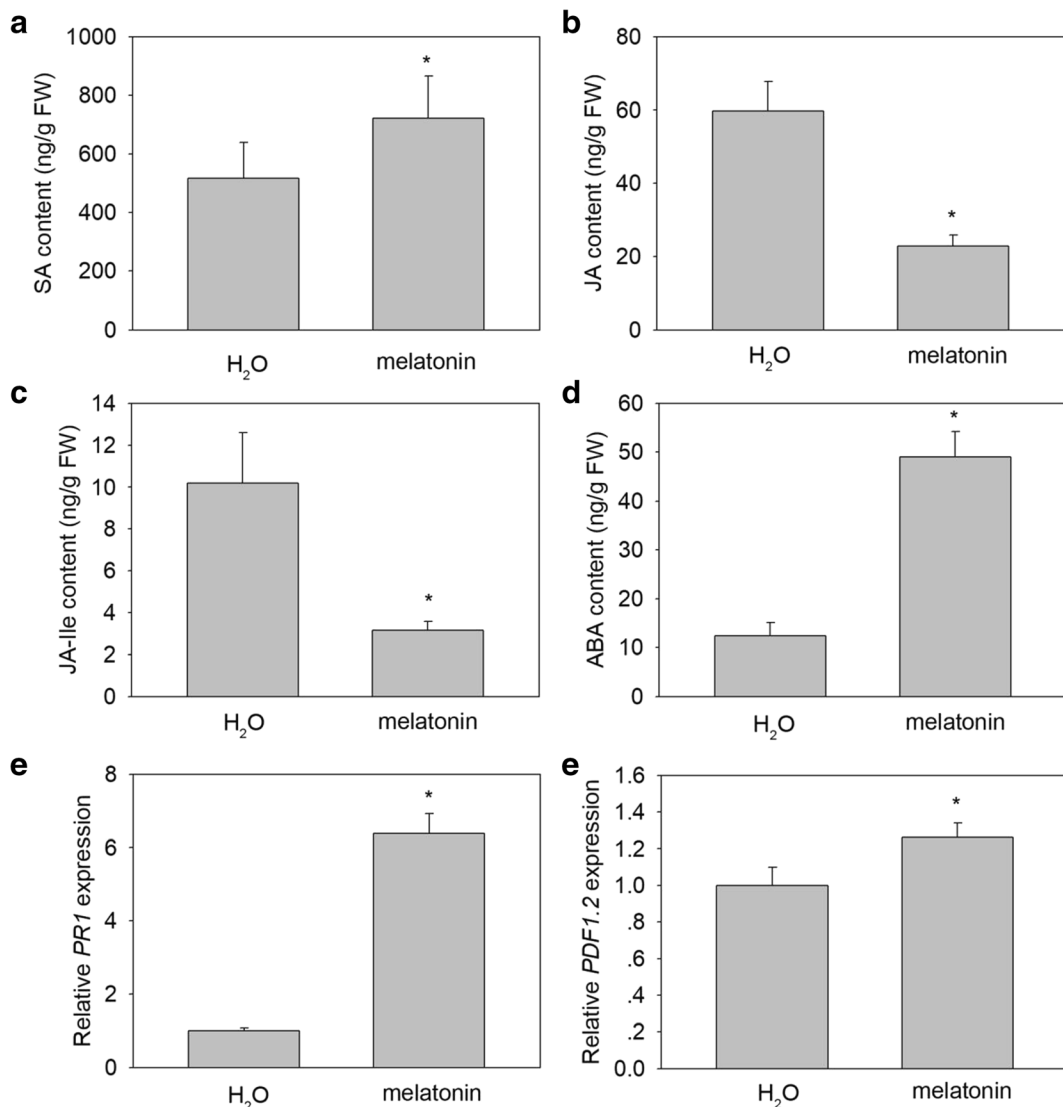 a
SA content (ng/g FW)
1000
800
600
400
200
0
*
H₂O
melatonin
b
JA content (ng/g FW)
80
60
40
20
0
*
H₂O
melatonin
c
JA-Ile content (ng/g FW)
14
12
10
8
6
4
2
0
*
H₂O
melatonin
d
ABA content (ng/g FW)
60
50
40
30
20
10
0
*
H₂O
melatonin
e
Relative PR1 expression
8
6
4
2
0
*
H₂O
melatonin
e
Relative PDF1.2 expression
1.6
1.4
1.2
1.0
.8
.6
.4
.2
0.0
*
H₂O
melatonin